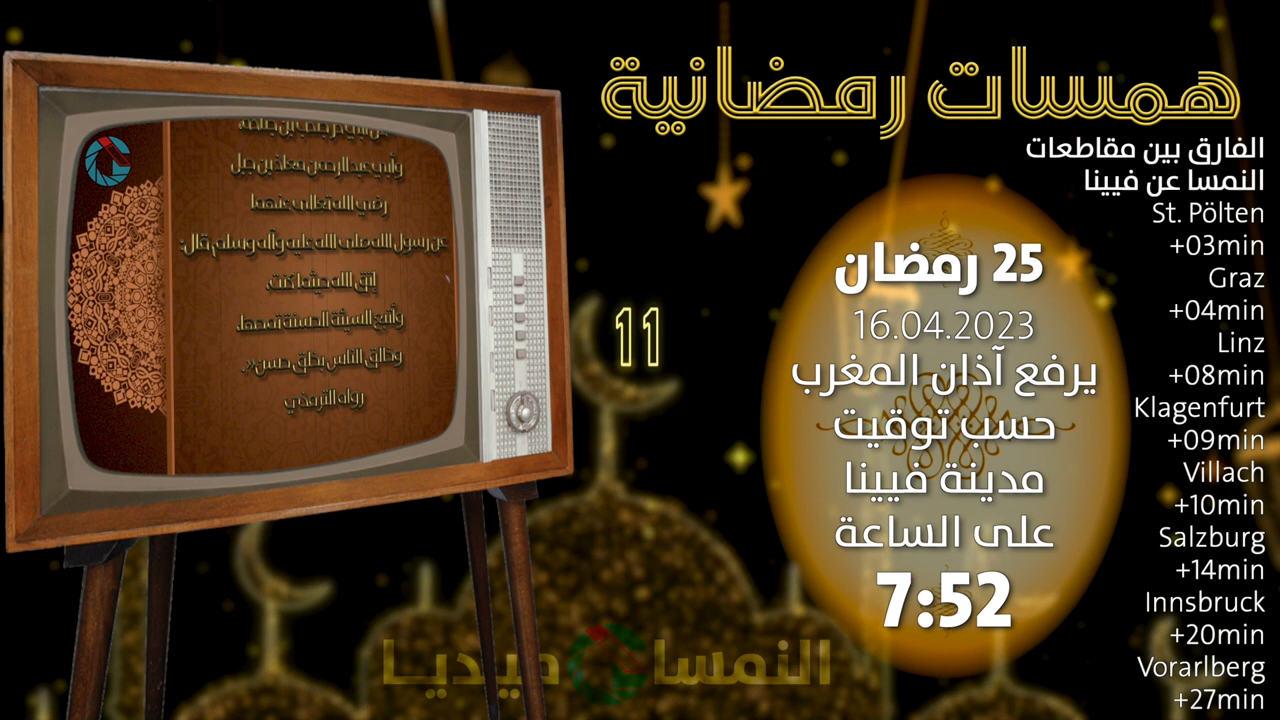 همسات رمضانية
الفارق بين مقاطعات
النمسا عن فيينا
St. Pölten
+03min
Graz
+04min
Linz
+08min
Klagenfurt
+09min
Villach
+10min
Salzburg
+14min
Innsbruck
+20min
Vorarlberg
+27min
25 رمضان
16.04.2023
يرفع آذان المغرب
حسب توقيت
مدينة فيينا
على الساعة
7:52
11
وأبي عبد الرحمن معاذ بن جبل
رضي الله تعالى عنهما
عن رسول الله صلى الله عليه وآله وسلم قال:
إتق الله حيثما كنت،
وأتبع السيئة الحسنة تمحها،
وخالق الناس بخلق حسن«.
رواه الترمذي
النمسا ميديا